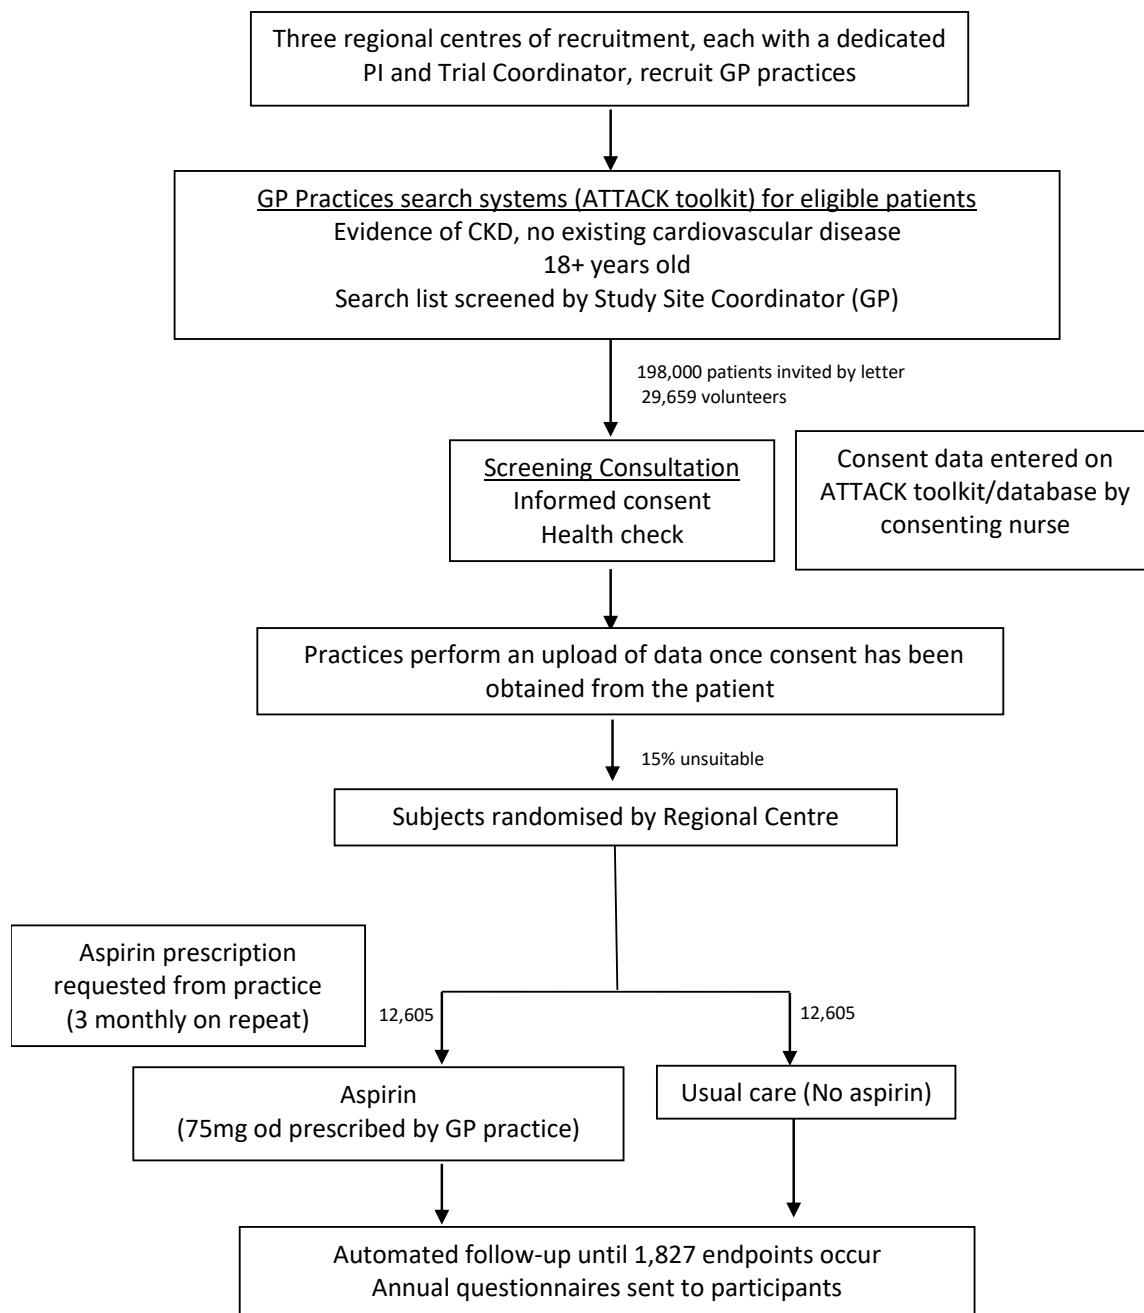 Three regional centres of recruitment, each with a dedicated
PI and Trial Coordinator, recruit GP practices
GP Practices search systems (ATTACK toolkit) for eligible patients
Evidence of CKD, no existing cardiovascular disease
18+ years old
Search list screened by Study Site Coordinator (GP)
198,000 patients invited by letter
29,659 volunteers
Screening Consultation
Informed consent
Health check
Consent data entered on
ATTACK toolkit/database by
consenting nurse
Practices perform an upload of data once consent has been
obtained from the patient
15% unsuitable
Subjects randomised by Regional Centre
Aspirin prescription
requested from practice
(3 monthly on repeat)
12,605
12,605
Aspirin
(75mg od prescribed by GP practice)
Usual care (No aspirin)
Automated follow-up until 1,827 endpoints occur
Annual questionnaires sent to participants